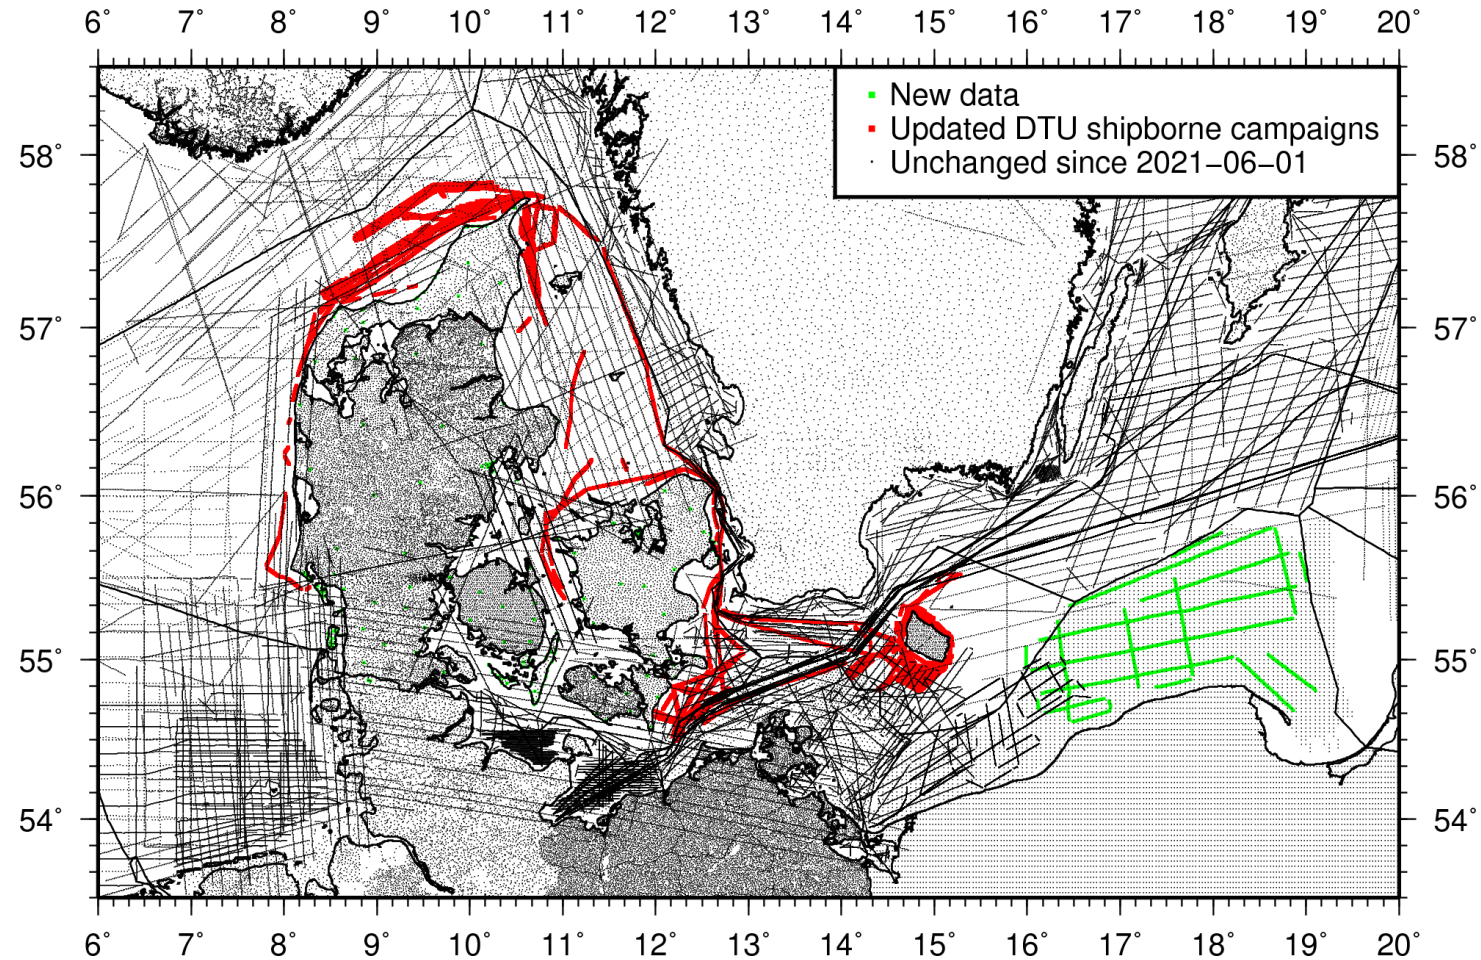 6° 7° 8° 9° 10° 11° 12° 13° 14° 15° 16° 17° 18° 19° 20°
New data
Updated DTU shipborne campaigns
Unchanged since 2021−06−01
58° 58°
57° 57°
56° 56°
55° 55°
54° 54°
6° 7° 8° 9° 10° 11° 12° 13° 14° 15° 16° 17° 18° 19° 20°